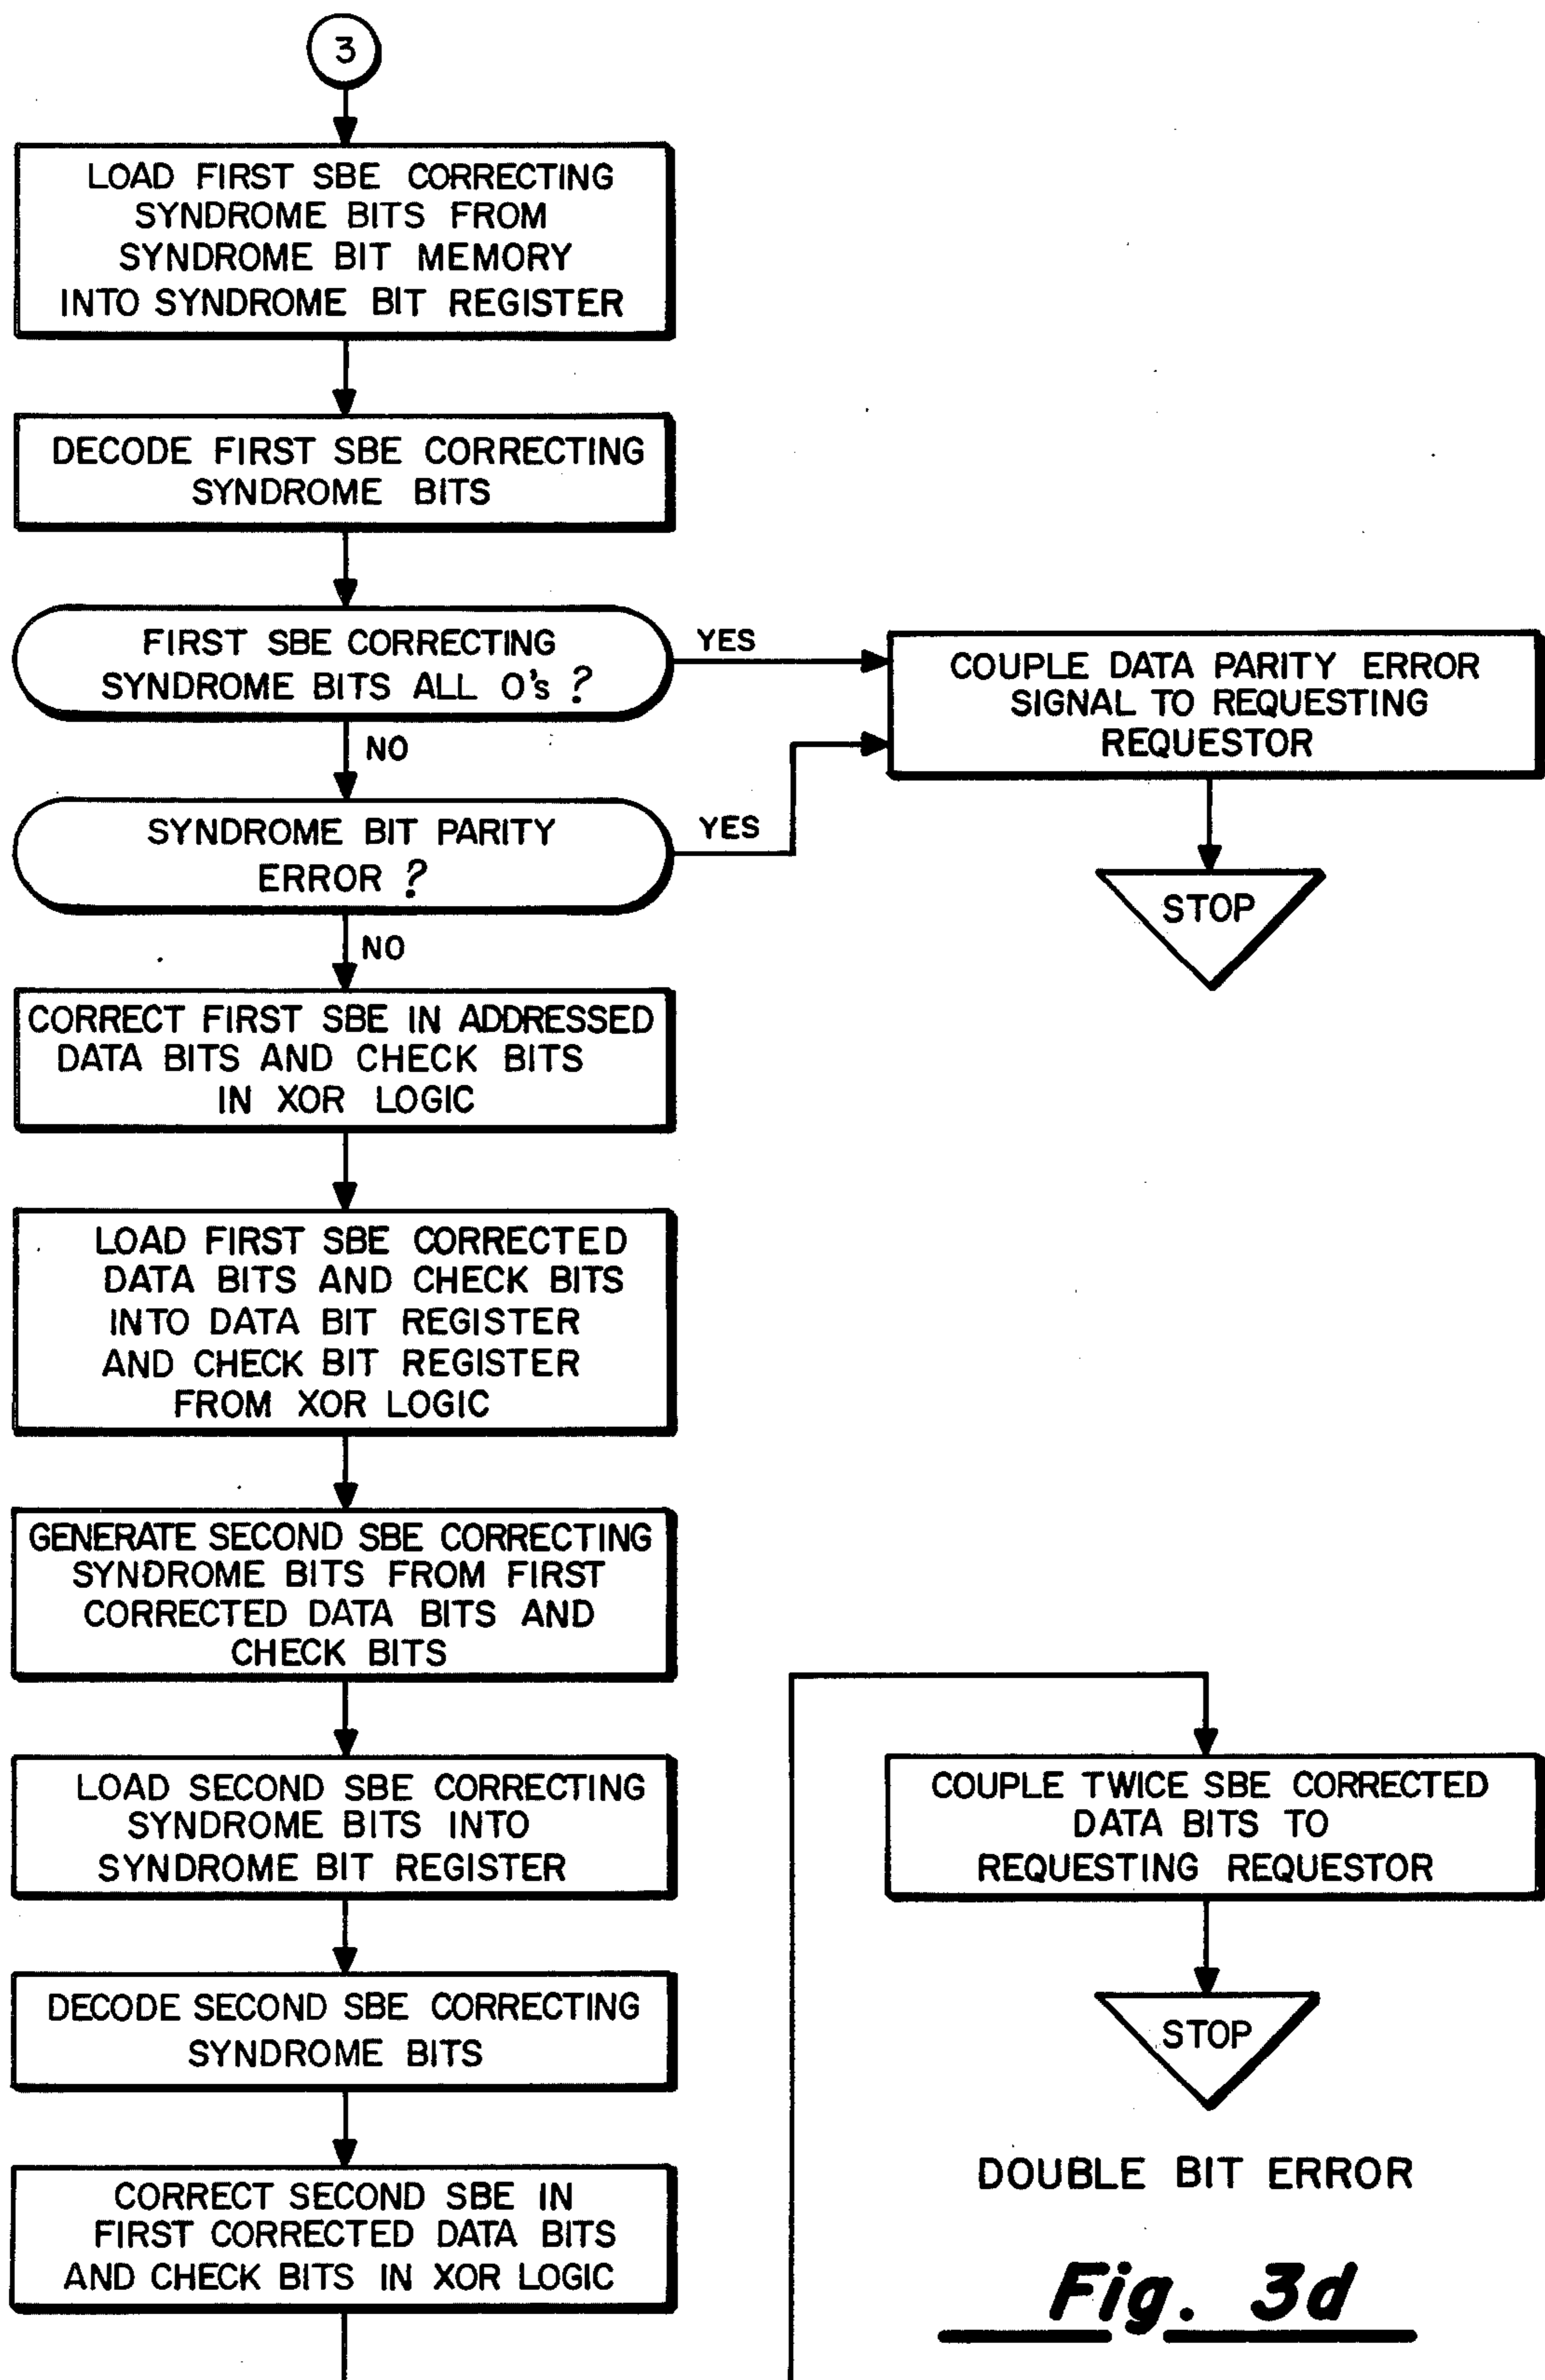 3
LOAD FIRST SBE CORRECTING
SYNDROME BITS FROM
SYNDROME BIT MEMORY
INTO SYNDROME BIT REGISTER
DECODE FIRST SBE CORRECTING
SYNDROME BITS
FIRST SBE CORRECTING
SYNDROME BITS ALL O's ?
YES
NO
COUPLE DATA PARITY ERROR
SIGNAL TO REQUESTING
REQUESTOR
SYNDROME BIT PARITY
ERROR ?
YES
NO
STOP
CORRECT FIRST SBE IN ADDRESSED
DATA BITS AND CHECK BITS
IN XOR LOGIC
LOAD FIRST SBE CORRECTED
DATA BITS AND CHECK BITS
INTO DATA BIT REGISTER
AND CHECK BIT REGISTER
FROM XOR LOGIC
GENERATE SECOND SBE CORRECTING
SYNDROME BITS FROM FIRST
CORRECTED DATA BITS AND
CHECK BITS
LOAD SECOND SBE CORRECTING
SYNDROME BITS INTO
SYNDROME BIT REGISTER
DECODE SECOND SBE CORRECTING
SYNDROME BITS
CORRECT SECOND SBE IN
FIRST CORRECTED DATA BITS
AND CHECK BITS IN XOR LOGIC
COUPLE TWICE SBE CORRECTED
DATA BITS TO
REQUESTING REQUESTOR
STOP
DOUBLE BIT ERROR
Fig. 3d